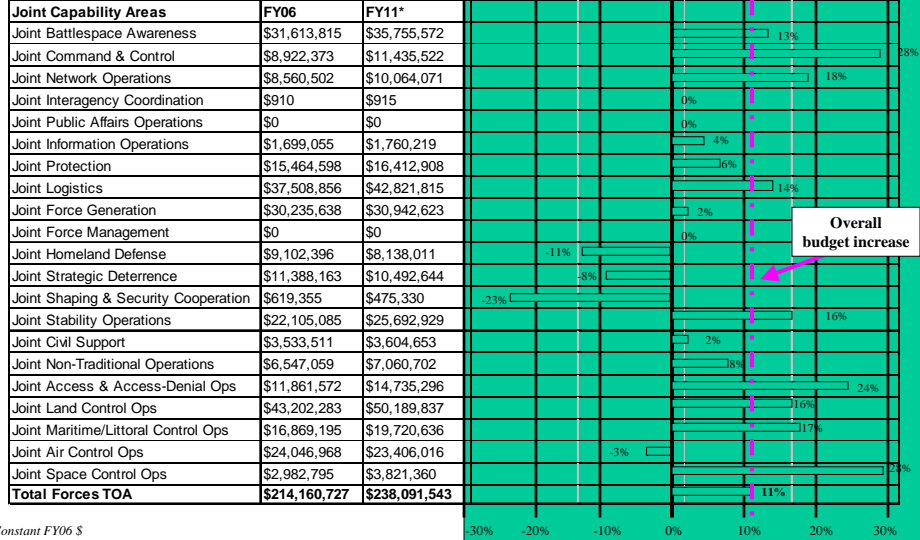 Joint Capability Areas FY06 FY11*
Joint Battlespace Awareness $31,613,815 $35,755,572 13%
Joint Command & Control $8,922,373 $11,435,522 28%
Joint Network Operations $8,560,502 $10,064,071 18%
Joint Interagency Coordination $910 $915 0%
Joint Public Affairs Operations $0 $0 0%
Joint Information Operations $1,699,055 $1,760,219 4%
Joint Protection $15,464,598 $16,412,908 6%
Joint Logistics $37,508,856 $42,821,815 14%
Joint Force Generation $30,235,638 $30,942,623 2%
Joint Force Management $0 $0 0%
Overall
budget increase
Joint Homeland Defense $9,102,396 $8,138,011 -11%
Joint Strategic Deterrence $11,388,163 $10,492,644 -8%
Joint Shaping & Security Cooperation $619,355 $475,330 -23%
Joint Stability Operations $22,105,085 $25,692,929 16%
Joint Civil Support $3,533,511 $3,604,653 2%
Joint Non-Traditional Operations $6,547,059 $7,060,702 8%
Joint Access & Access-Denial Ops $11,861,572 $14,735,296 24%
Joint Land Control Ops $43,202,283 $50,189,837 16%
Joint Maritime/Littoral Control Ops $16,869,195 $19,720,636 17%
Joint Air Control Ops $24,046,968 $23,406,016 -3%
Joint Space Control Ops $2,982,795 $3,821,360 28%
Total Forces TOA $214,160,727 $238,091,543 11%
onstant FY06 $ -30% -20% -10% 0% 10% 20% 30%